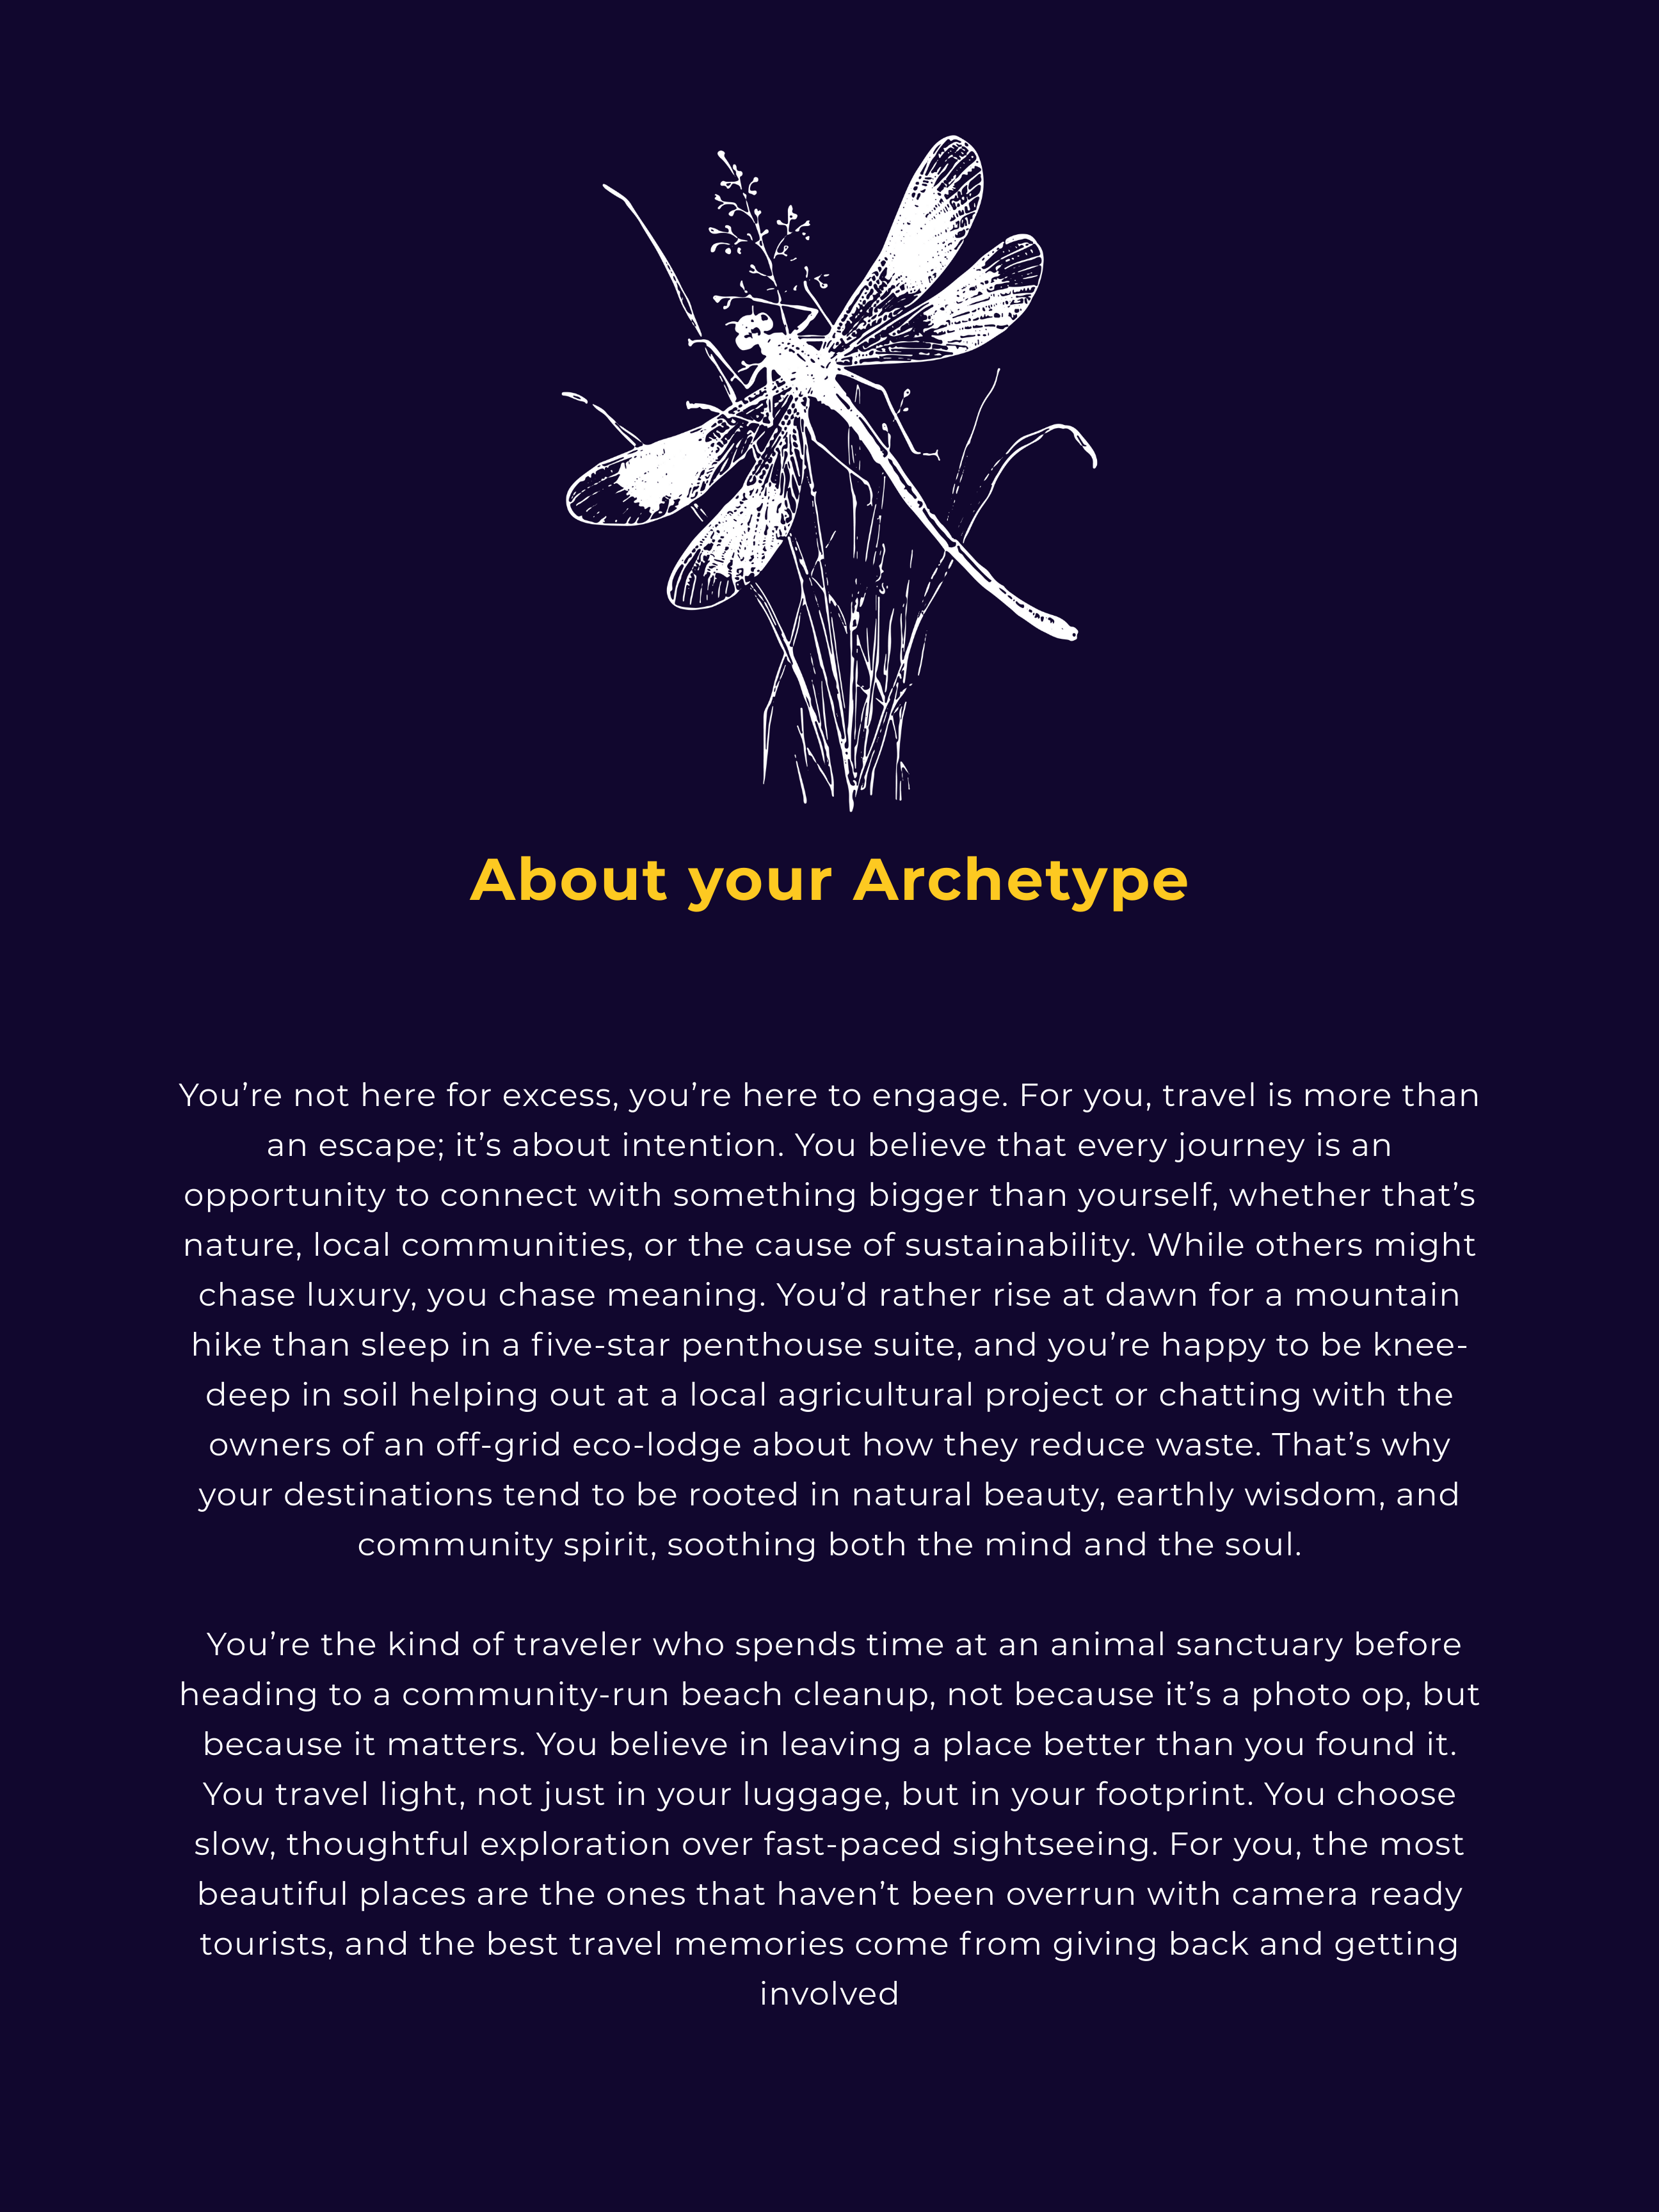 About your Archetype
You’re not here for excess, you’re here to engage. For you, travel is more than
an escape; it’s about intention. You believe that every journey is an
opportunity to connect with something bigger than yourself, whether that’s
nature, local communities, or the cause of sustainability. While others might
chase luxury, you chase meaning. You’d rather rise at dawn for a mountain
hike than sleep in a five-star penthouse suite, and you’re happy to be knee-
deep in soil helping out at a local agricultural project or chatting with the
owners of an off-grid eco-lodge about how they reduce waste. That’s why
your destinations tend to be rooted in natural beauty, earthly wisdom, and
community spirit, soothing both the mind and the soul.
You’re the kind of traveler who spends time at an animal sanctuary before
heading to a community-run beach cleanup, not because it’s a photo op, but
because it matters. You believe in leaving a place better than you found it.
You travel light, not just in your luggage, but in your footprint. You choose
slow, thoughtful exploration over fast-paced sightseeing. For you, the most
beautiful places are the ones that haven’t been overrun with camera ready
tourists, and the best travel memories come from giving back and getting
involved